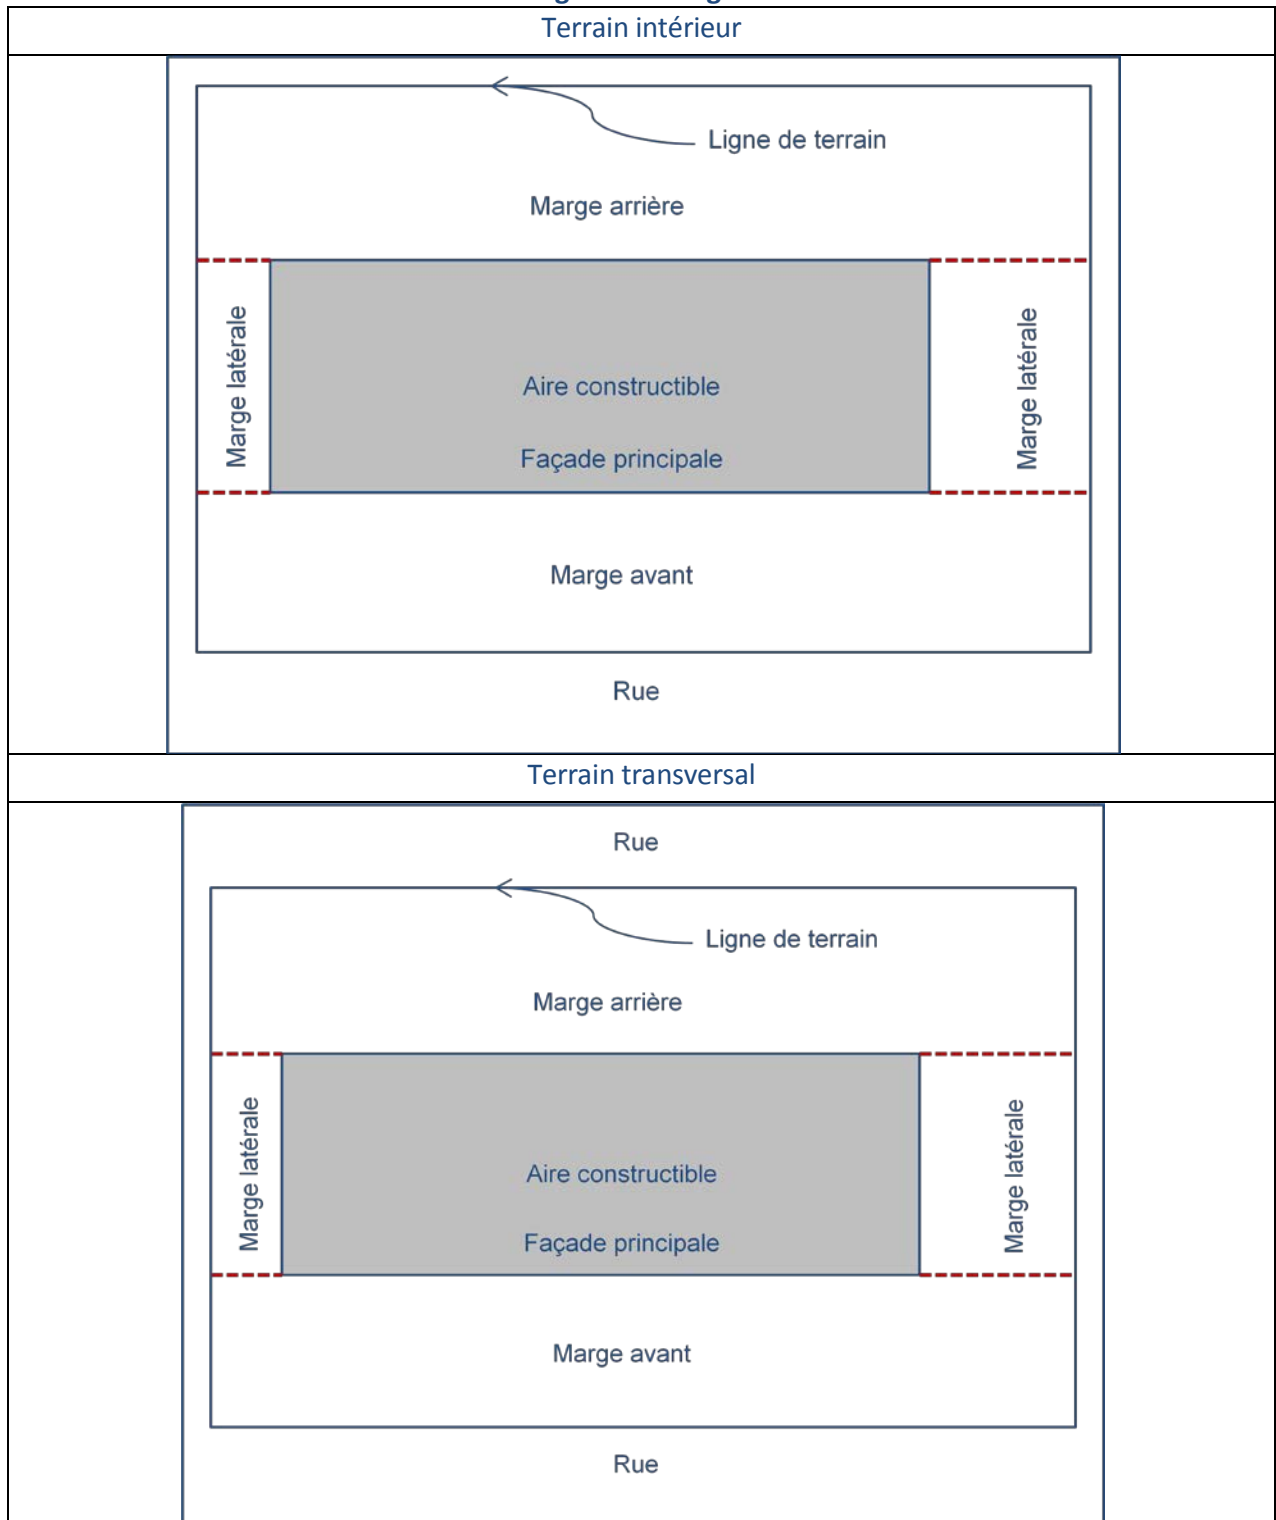 Terrain intérieur
Ligne de terrain
Marge arrière
Marge latérale
Marge latérale
Aire constructible
Façade principale
Marge avant
Rue
Terrain transversal
Rue
Ligne de terrain
Marge arrière
Marge latérale
Marge latérale
Aire constructible
Façade principale
Marge avant
Rue